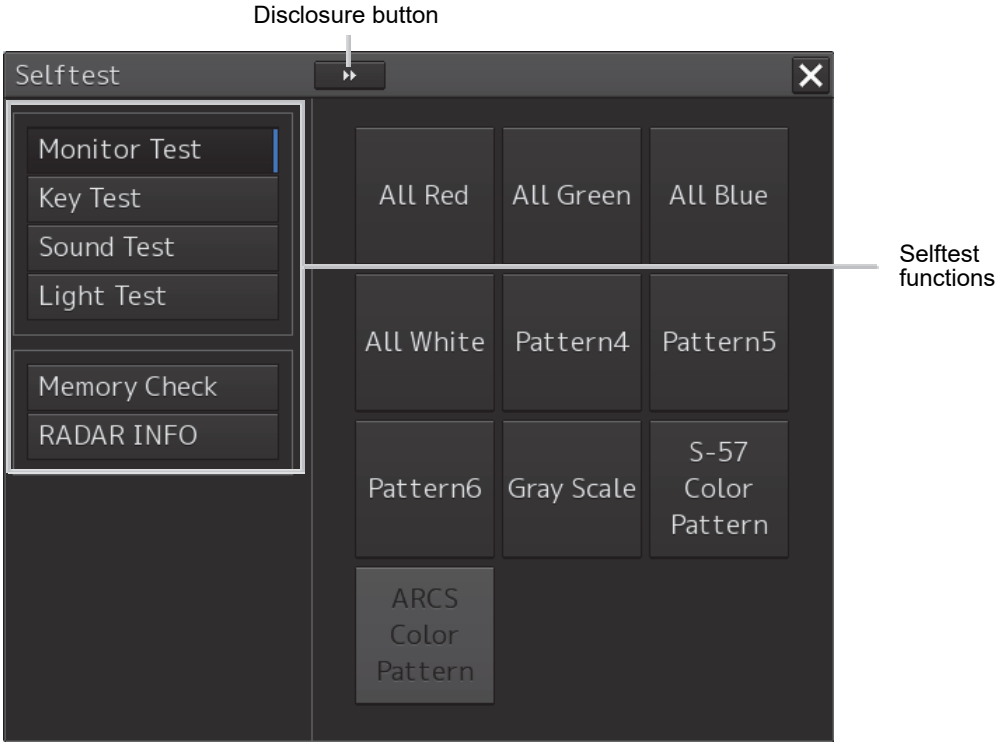 Disclosure button
Selftest
Monitor Test
Key Test
Sound Test
Light Test
Memory Check
RADAR INFO
All Red
All Green
All Blue
All White
Pattern4
Pattern5
Pattern6
Gray Scale
S-57
Color
Pattern
ARCS
Color
Pattern
Selftest
functions